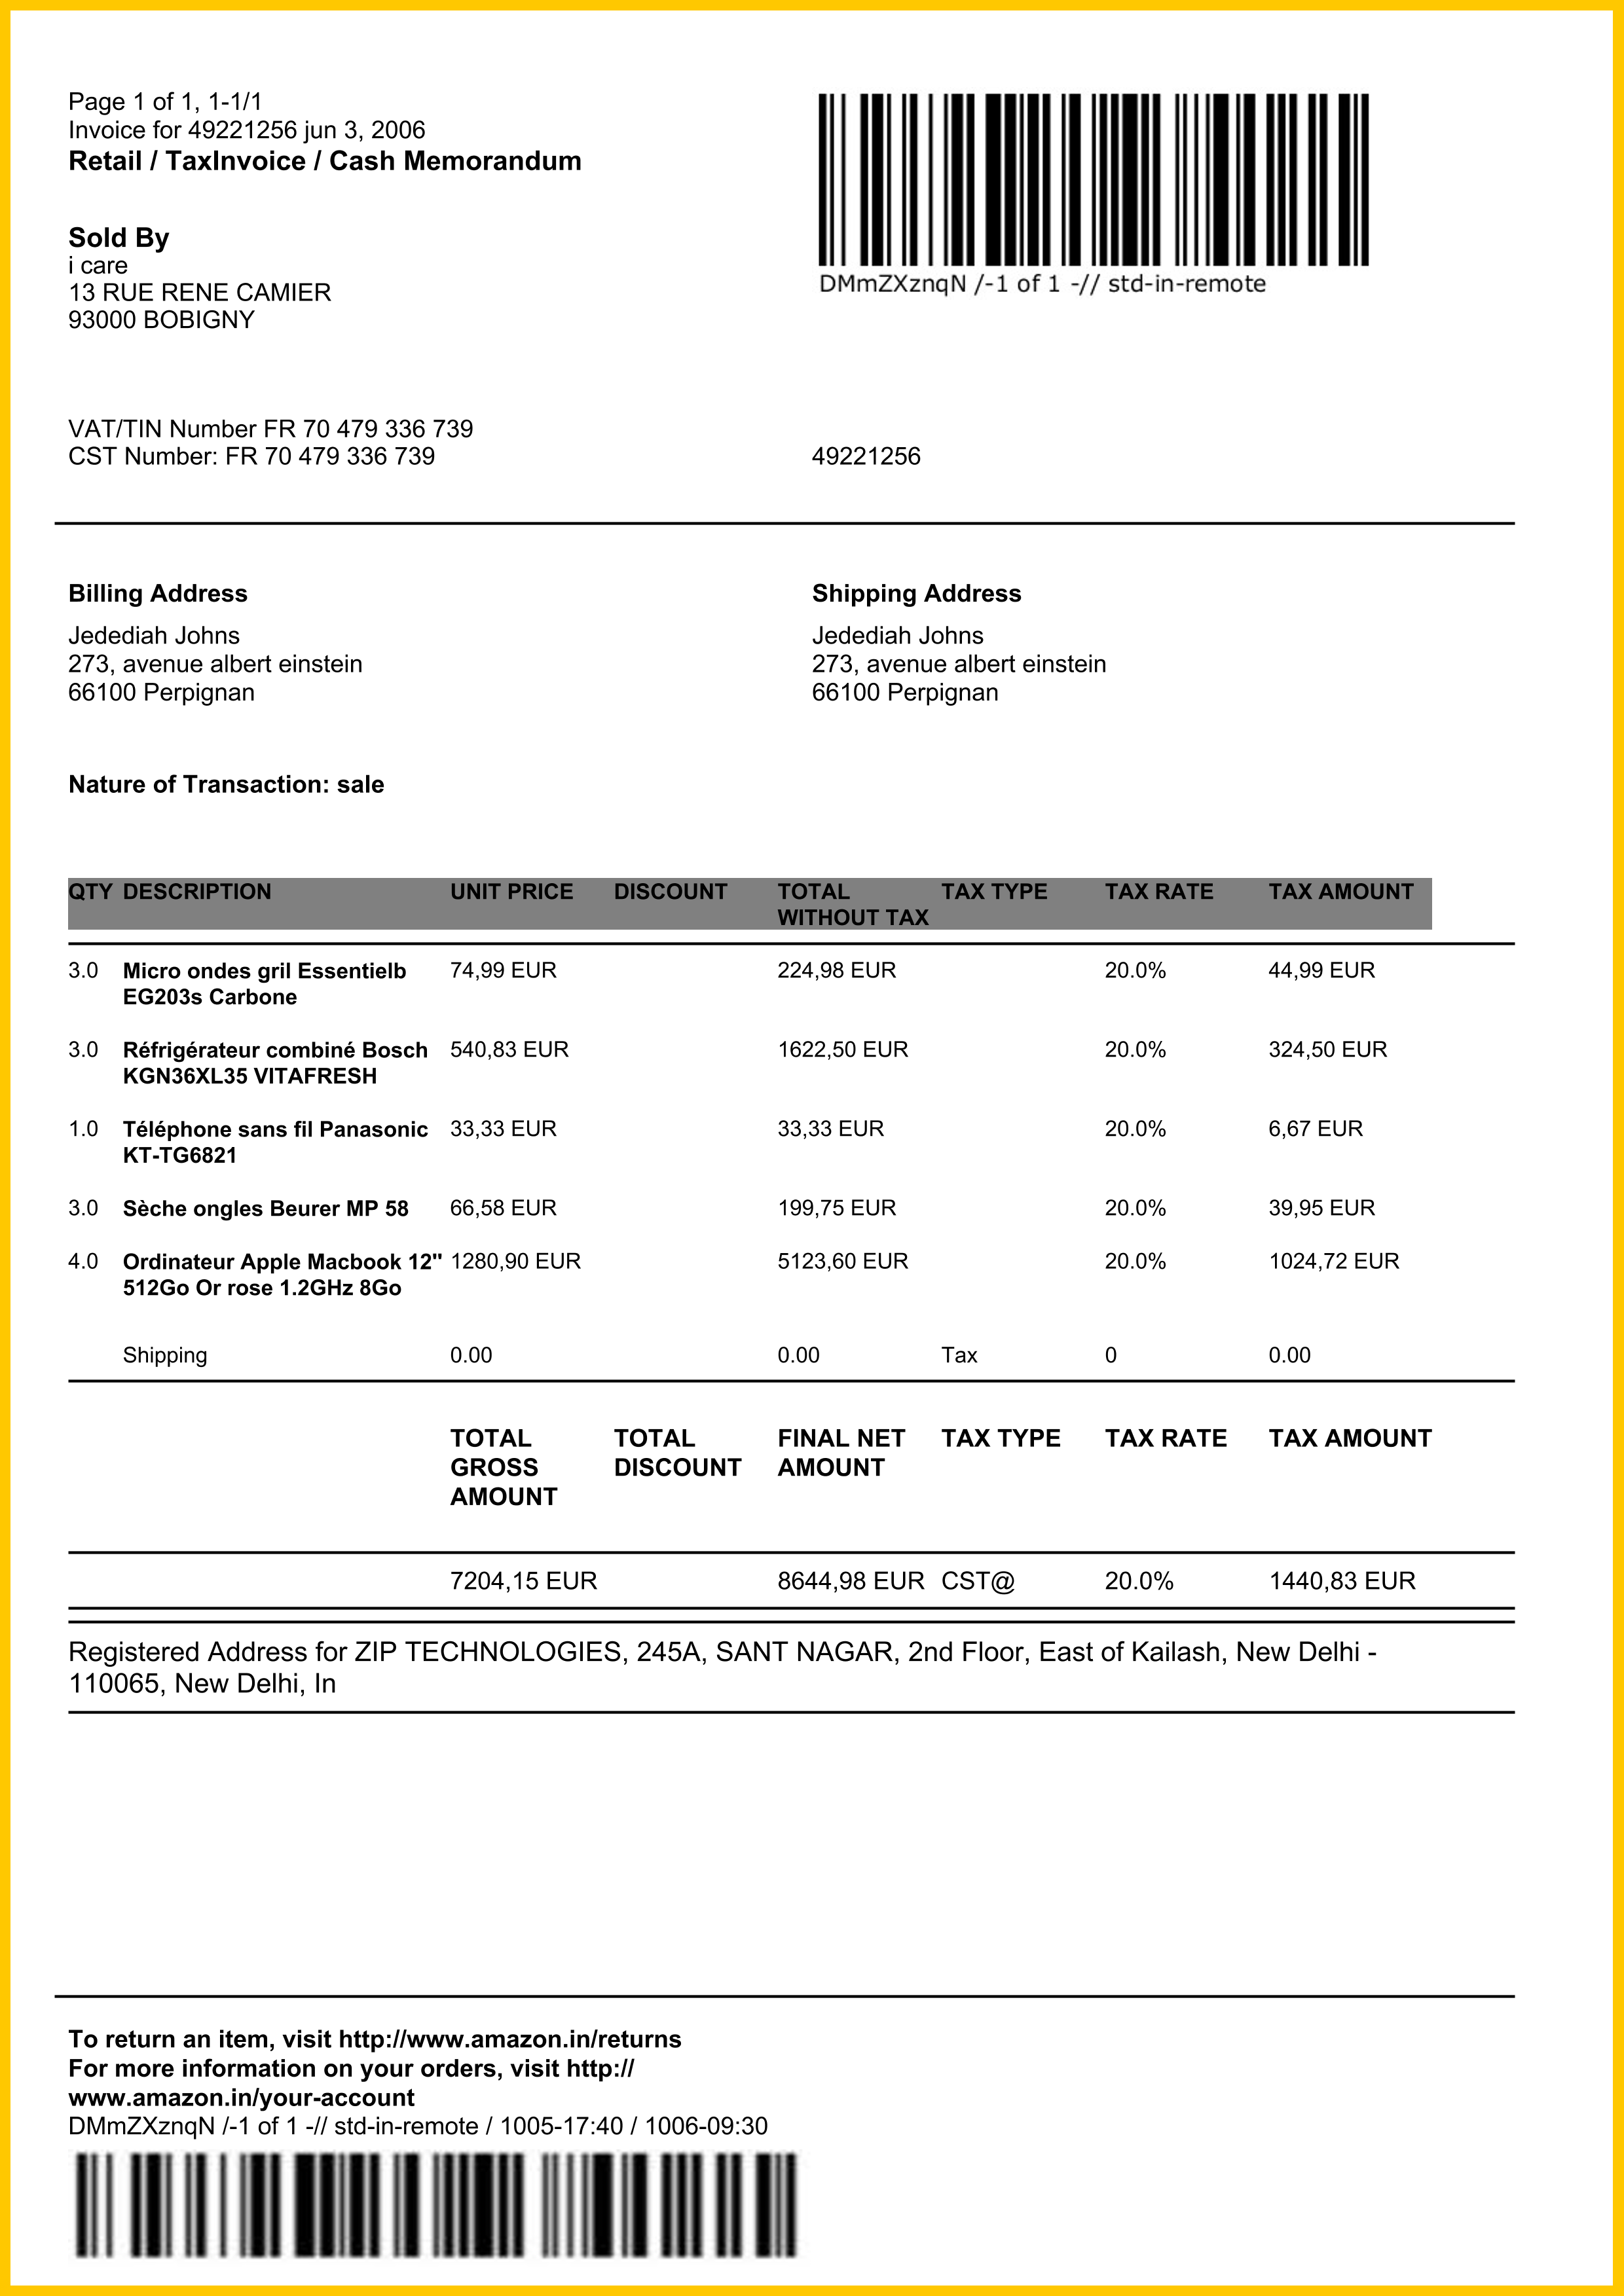 Page 1 of 1, 1-1/1
Invoice for 49221256 jun 3, 2006
Retail / TaxInvoice / Cash Memorandum
DMmZXznqN /-1 of 1 -// std-in-remote
Sold By
i care
13 RUE RENE CAMIER
93000 BOBIGNY
VAT/TIN Number FR 70 479 336 739
CST Number: FR 70 479 336 739 49221256
Billing Address
Jedediah Johns
273, avenue albert einstein
66100 Perpignan
Shipping Address
Jedediah Johns
273, avenue albert einstein
66100 Perpignan
Nature of Transaction: sale
QTY DESCRIPTION UNIT PRICE DISCOUNT TOTAL TAX TYPE TAX RATE TAX AMOUNT
WITHOUT TAX
3.0 Micro ondes gril Essentielb 74,99 EUR 224,98 EUR 20.0% 44,99 EUR
EG203s Carbone
3.0 Réfrigérateur combiné Bosch 540,83 EUR 1622,50 EUR 20.0% 324,50 EUR
KGN36XL35 VITAFRESH
1.0 Téléphone sans fil Panasonic 33,33 EUR 33,33 EUR 20.0% 6,67 EUR
KT-TG6821
3.0 Sèche ongles Beurer MP 58 66,58 EUR 199,75 EUR 20.0% 39,95 EUR
4.0 Ordinateur Apple Macbook 12" 1280,90 EUR 5123,60 EUR 20.0% 1024,72 EUR
512Go Or rose 1.2GHz 8Go
Shipping 0.00 0.00 Tax 0 0.00
TOTAL TOTAL FINAL NET TAX TYPE TAX RATE TAX AMOUNT
GROSS DISCOUNT AMOUNT
AMOUNT
7204,15 EUR 8644,98 EUR CST@ 20.0% 1440,83 EUR
Registered Address for ZIP TECHNOLOGIES, 245A, SANT NAGAR, 2nd Floor, East of Kailash, New Delhi -
110065, New Delhi, In
To return an item, visit http://www.amazon.in/returns
For more information on your orders, visit http://
www.amazon.in/your-account
DMmZXznqN /-1 of 1 -// std-in-remote / 1005-17:40 / 1006-09:30